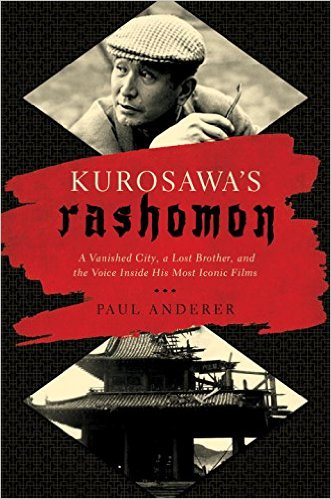 KUROSAWA'S
rashomon
A Vanished City, a Lost Brother, and
the Voice Inside His Most Iconic Films
PAUL ANDERER